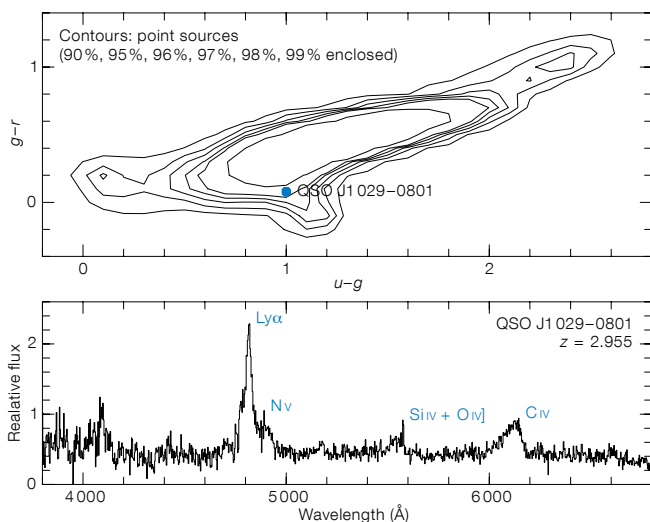 Contours: point sources
(90%, 95%, 96%, 97%, 98%, 99% enclosed)
1
g–r
0
QSO J1029–0801
0 1 2
u–g
Lyα
QSO J1029–0801
z = 2.955
2
Nv
Realative flux
1
Si IV + O IV]
C IV
0
4000 5000 6000
Wavelength (Å)